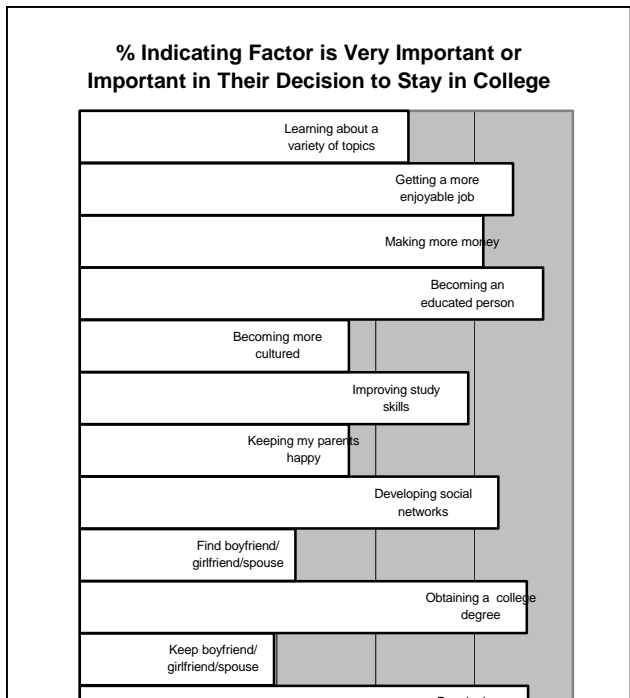 % Indicating Factor is Very Important or
Important in Their Decision to Stay in College
Learning about a
variety of topics
Getting a more
enjoyable job
Making more money
Becoming an
educated person
Becoming more
cultured
Improving study
skills
Keeping my parents
happy
Developing social
networks
Find boyfriend/
girlfriend/spouse
Obtaining a college
degree
Keep boyfriend/
girlfriend/spouse